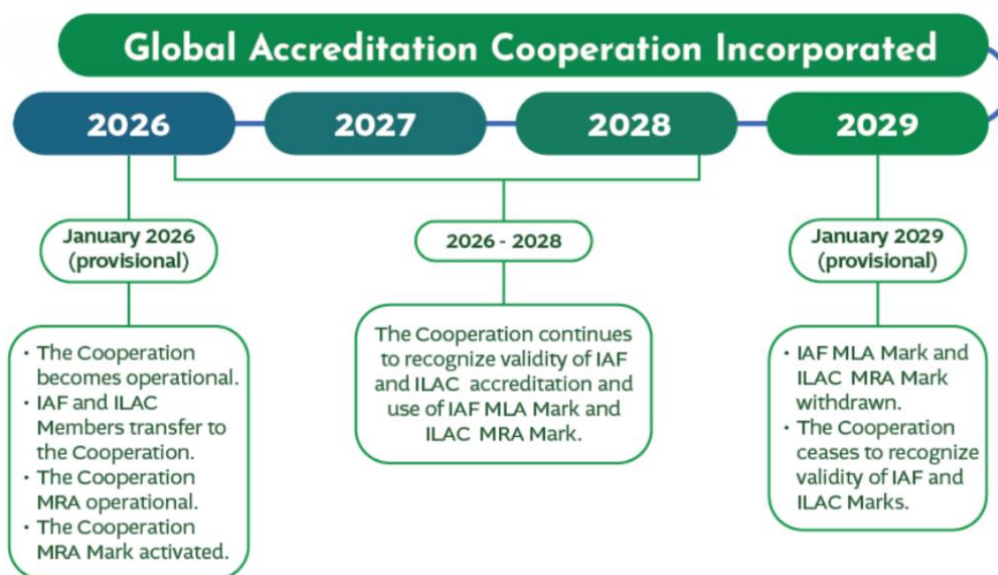 Global Accreditation Cooperation Incorporated
2026
2027
2028
2029
January 2026
(provisional)
• The Cooperation
becomes operational.
• IAF and ILAC
Members transfer to
the Cooperation.
• The Cooperation
MRA operational.
• The Cooperation
MRA Mark activated.
2026 - 2028
The Cooperation continues
to recognize validity of IAF
and ILAC accreditation and
use of IAF MLA Mark and
ILAC MRA Mark.
January 2029
(provisional)
• IAF MLA Mark and
ILAC MRA Mark
withdrawn.
• The Cooperation
ceases to recognize
validity of IAF and
ILAC Marks.